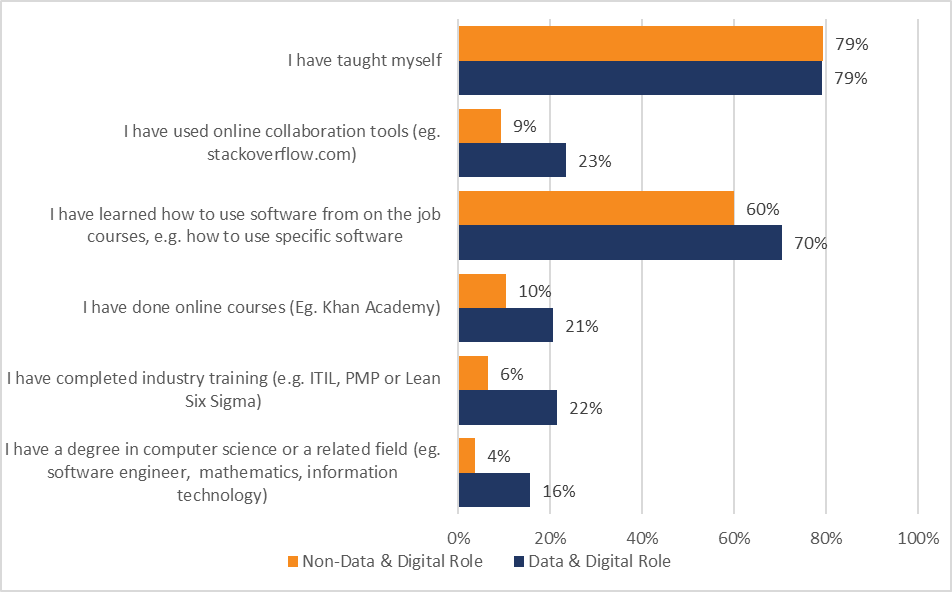 I have taught myself
79%
79%
I have used online collaboration tools (eg.
stackoverflow.com)
9%
23%
I have learned how to use software from on the job
courses, e.g. how to use specific software
60%
70%
I have done online courses (Eg. Khan Academy)
10%
21%
I have completed industry training (e.g. ITIL, PMP or Lean
Six Sigma)
6%
22%
I have a degree in computer science or a related field (eg.
software engineer,  mathematics, information
technology)
4%
16%
0% 20% 40% 60% 80% 100%
Non-Data & Digital Role Data & Digital Role